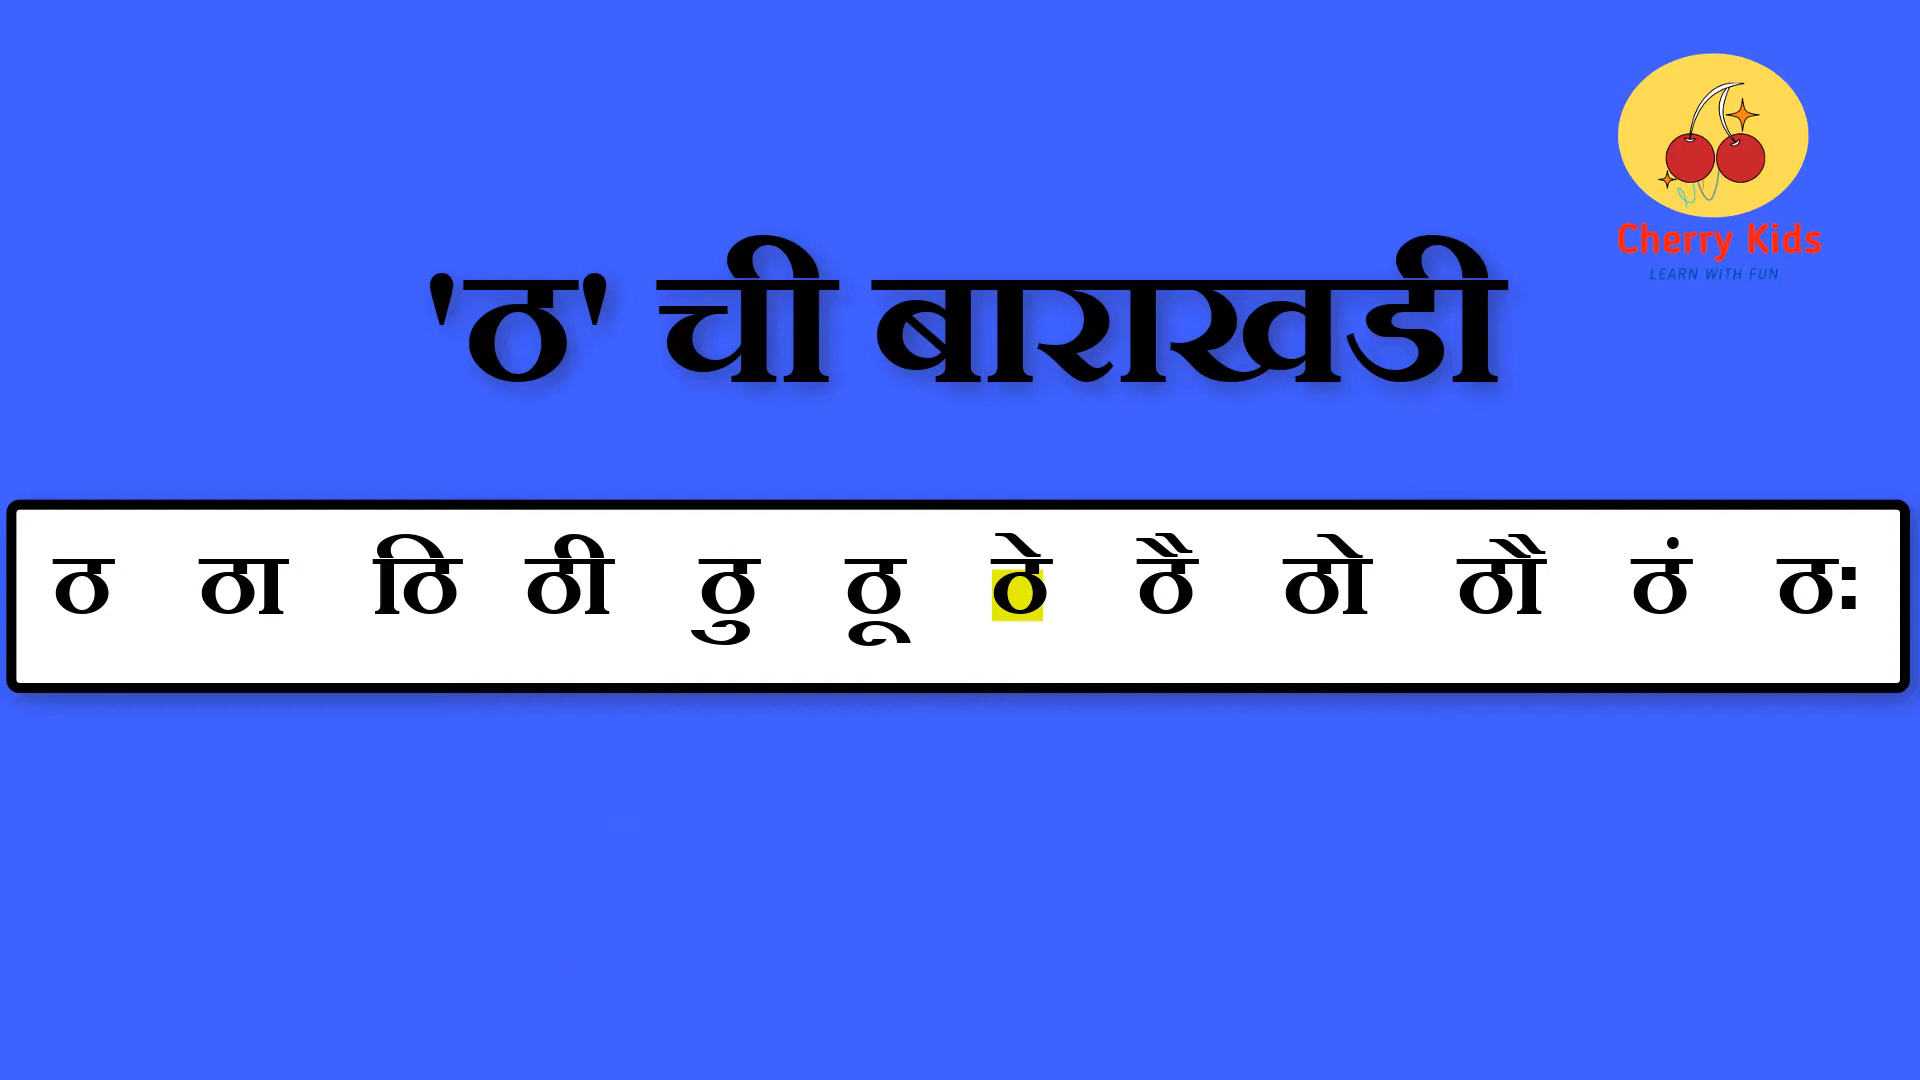 Cherry Kids
LEARN WITH FUN
'ठ' ची बाराखडी
ठ ठा ठि ठी ठु ठू ठे ठै ठो ठौ ठं ठः